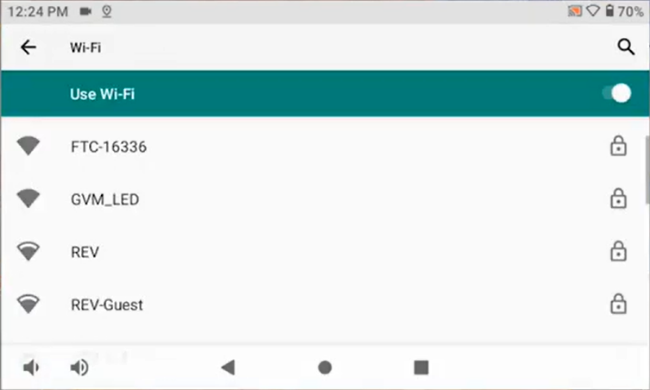 12:24 PM 70%
Wi-Fi
Use Wi-Fi
FTC-16336
GVM_LED
REV
REV-Guest